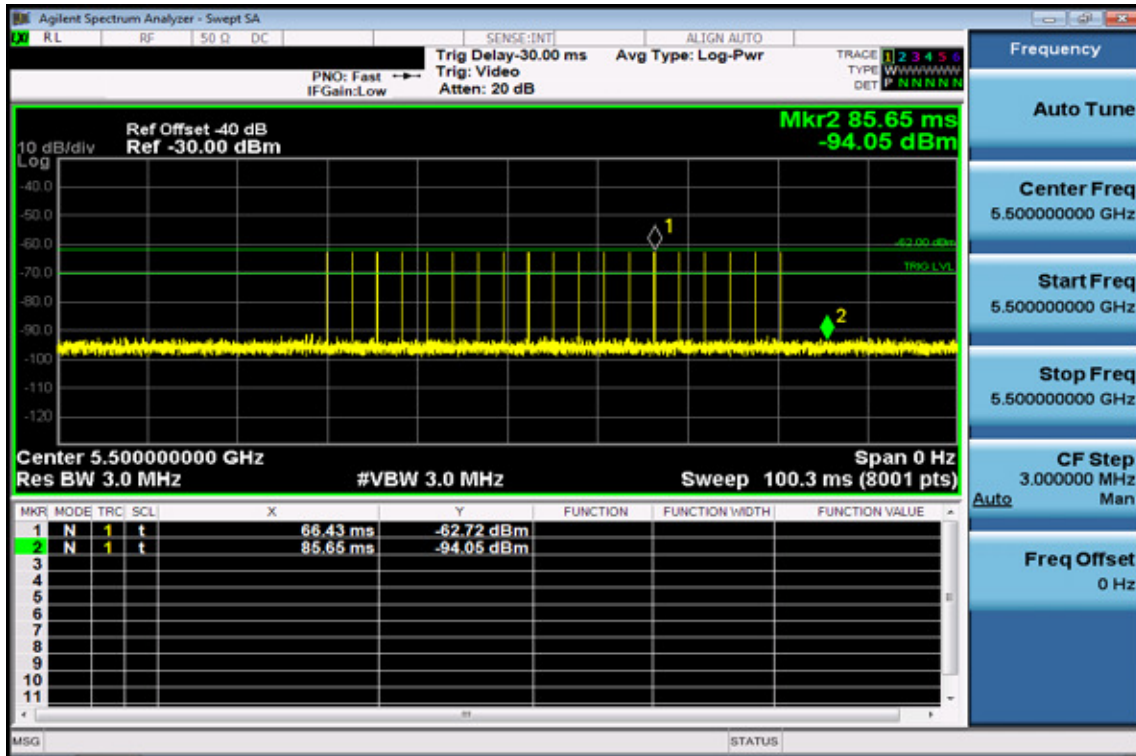 Agilent Spectrum Analyzer - Swept SA
LXI RL RF 50 Ω DC SENSE:INT ALIGN AUTO
Trig Delay-30.00 ms Avg Type: Log-Pwr TRACE 1 2 3 4 5 6
PNO: Fast Trig: Video TYPE WWWWWWW
IFGain:Low Atten: 20 dB DET P N N N N N
Ref Offset -40 dB Mkr2 85.65 ms
10 dB/div Ref -30.00 dBm -94.05 dBm
Log
-40.0
-50.0
1
-60.0 -62.00 dBm
TRIG LVL
-70.0
-80.0
2
-90.0
-100
-110
-120
Center 5.500000000 GHz Span 0 Hz
Res BW 3.0 MHz #VBW 3.0 MHz Sweep 100.3 ms (8001 pts)
MKR MODE TRC SCL X Y FUNCTION FUNCTION WIDTH FUNCTION VALUE
1 N 1 t 66.43 ms -62.72 dBm
2 N 1 t 85.65 ms -94.05 dBm
3
4
5
6
7
8
9
10
11
MSG STATUS
Frequency
Auto Tune
Center Freq
5.500000000 GHz
Start Freq
5.500000000 GHz
Stop Freq
5.500000000 GHz
CF Step
3.000000 MHz
Auto Man
Freq Offset
0 Hz